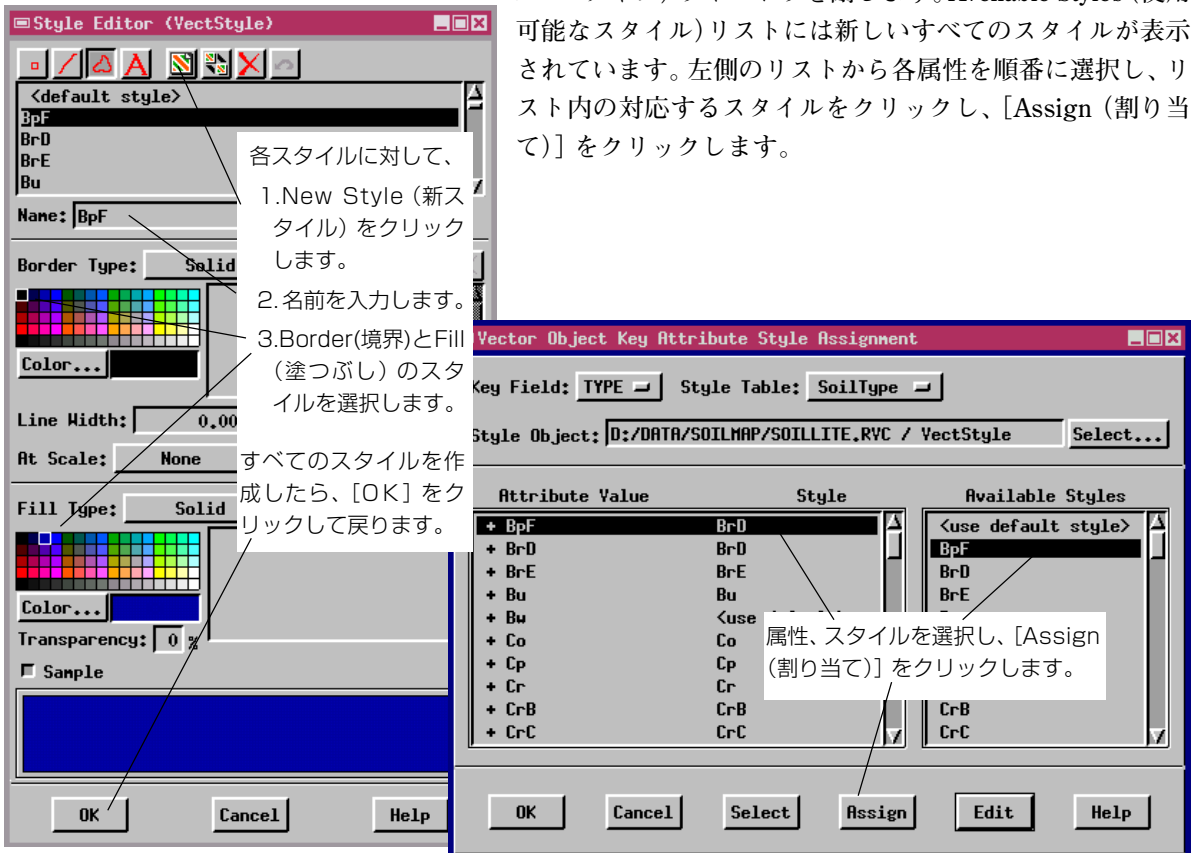 可能なスタイル)リストには新しいすべてのスタイルが表示
されています。左側のリストから各属性を順番に選択し、リ
スト内の対応するスタイルをクリックし、[Assign (割り当
て)] をクリックします。
Style Editor (VectStyle)
<default style>
BpF
BrD
BrE
Bu
Name: BpF
Border Type: Solid
Color...
Line Width: 0.00
At Scale: None
Fill Type: Solid
Color...
Transparency: 0 %
Sample
OK Cancel Help
各スタイルに対して、
1.New Style (新ス
タイル) をクリック
します。
2. 名前を入力します。
3.Border(境界)とFill
(塗つぶし) のスタ
イルを選択します。
すべてのスタイルを作
成したら、[OK] をク
リックして戻ります。
Vector Object Key Attribute Style Assignment
Key Field: TYPE Style Table: SoilType
Style Object: D:/DATA/SOILMAP/SOILLITE.RVC / VectStyle Select...
Attribute Value Style Available Styles
+ BpF BrD <use default style>
+ BrD BrD BpF
+ BrE BrE BrD
+ Bu Bu BrE
+ Bw <use
+ Co Co
+ Cp Cp
+ Cr Cr
+ CrB CrB CrB
+ CrC CrC CrC
属性、スタイルを選択し、[Assign
(割り当て)] をクリックします。
OK Cancel Select Assign Edit Help